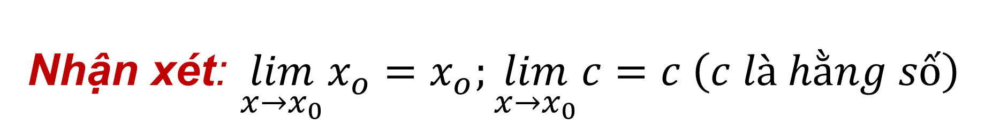 Nhận xét: lim x→x₀ xₒ = xₒ; lim x→x₀ c = c (c là hằng số)